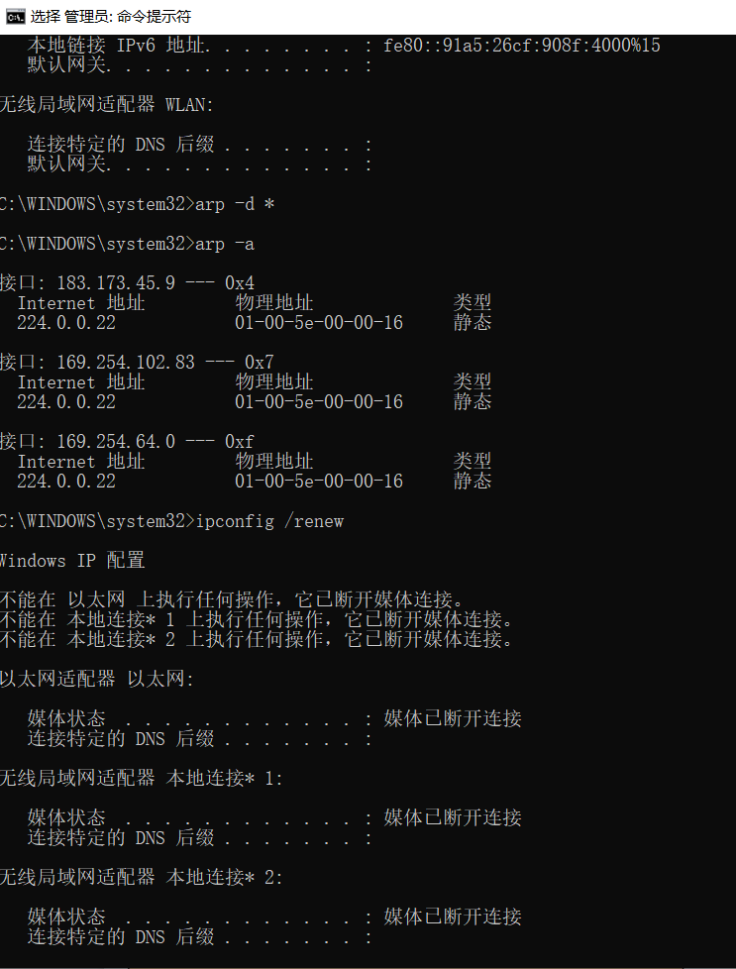 选择 管理员: 命令提示符
本地链接 IPv6 地址. . . . . . . . : fe80::91a5:26cf:908f:4000%15
默认网关. . . . . . . . . . . . . :
无线局域网适配器 WLAN:
连接特定的 DNS 后缀 . . . . . . . :
默认网关. . . . . . . . . . . . . :
C:\WINDOWS\system32>arp -d *
C:\WINDOWS\system32>arp -a
接口: 183.173.45.9 --- 0x4
Internet 地址 物理地址 类型
224.0.0.22 01-00-5e-00-00-16 静态
接口: 169.254.102.83 --- 0x7
Internet 地址 物理地址 类型
224.0.0.22 01-00-5e-00-00-16 静态
接口: 169.254.64.0 --- 0xf
Internet 地址 物理地址 类型
224.0.0.22 01-00-5e-00-00-16 静态
C:\WINDOWS\system32>ipconfig /renew
Windows IP 配置
不能在 以太网 上执行任何操作，它已断开媒体连接。
不能在 本地连接* 1 上执行任何操作，它已断开媒体连接。
不能在 本地连接* 2 上执行任何操作，它已断开媒体连接。
以太网适配器 以太网:
媒体状态 . . . . . . . . . . . . : 媒体已断开连接
连接特定的 DNS 后缀 . . . . . . . :
无线局域网适配器 本地连接* 1:
媒体状态 . . . . . . . . . . . . : 媒体已断开连接
连接特定的 DNS 后缀 . . . . . . . :
无线局域网适配器 本地连接* 2:
媒体状态 . . . . . . . . . . . . : 媒体已断开连接
连接特定的 DNS 后缀 . . . . . . . :